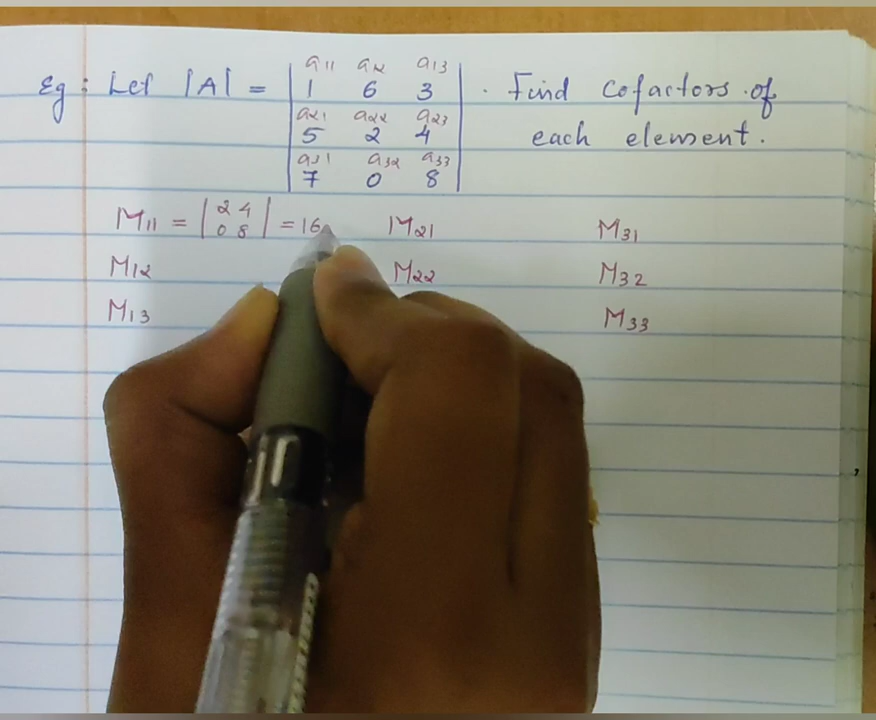 a11 a12 a13
Eg: Let |A| = | 1 6 3 | . Find cofactors of
a21 a22 a23
5 2 4 each element.
a31 a32 a33
7 0 8
M11 = | 2 4 | = 16 M21 M31
0 8
M12 M22 M32
M13 M33